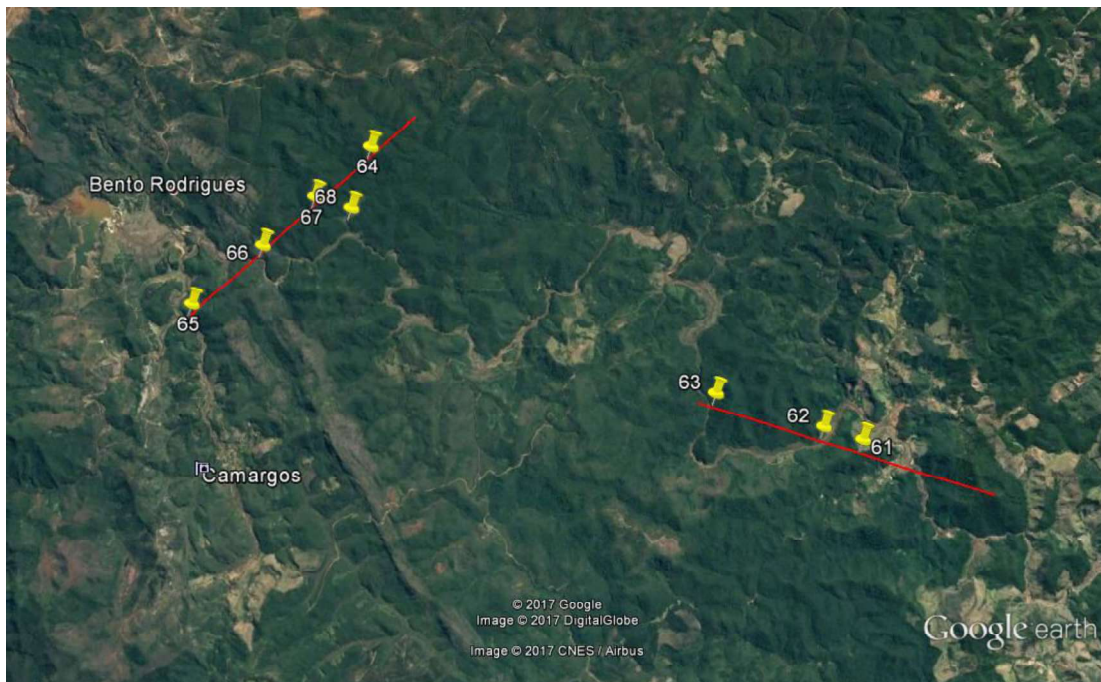 64
Bento Rodrigues
68
67
66
65
63
62
61
Camargos
© 2017 Google
Image © 2017 DigitalGlobe
Google earth
Image © 2017 CNES / Airbus